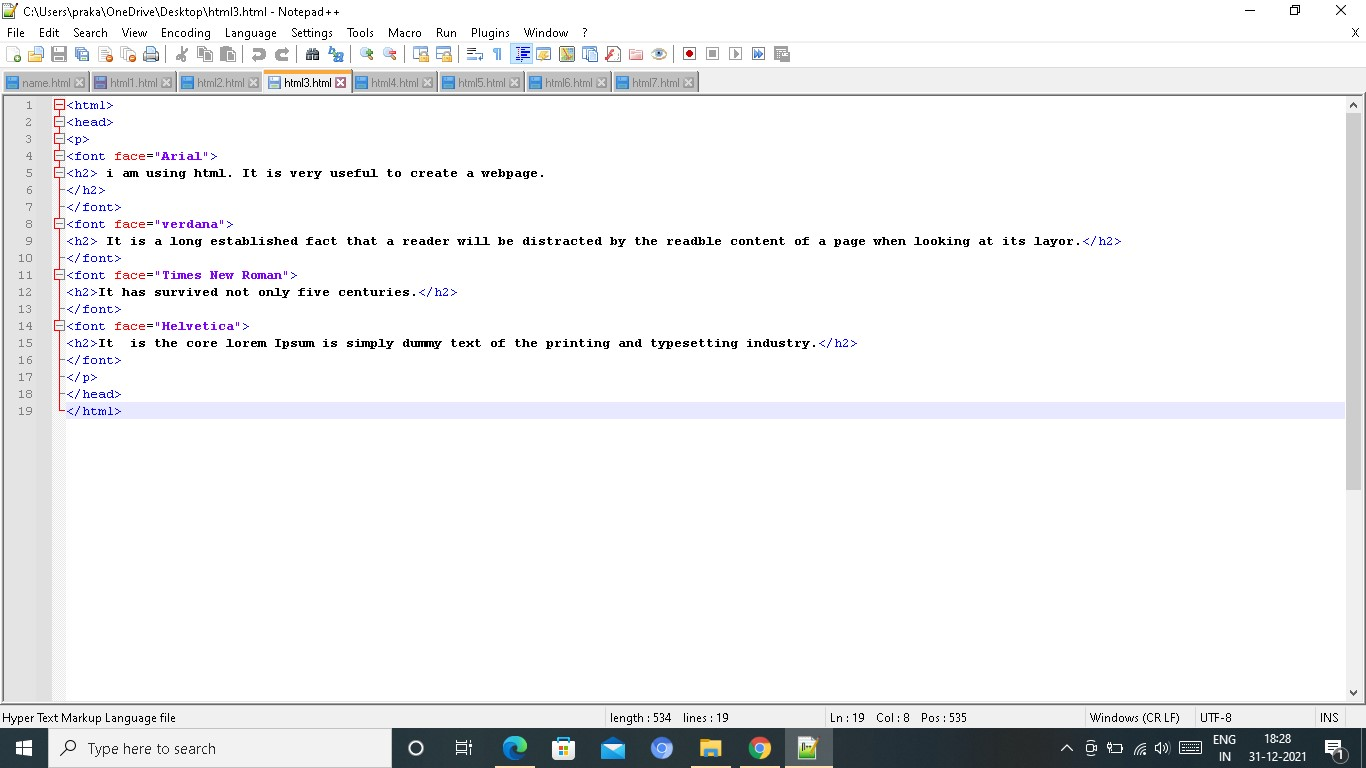 C:\Users\praka\OneDrive\Desktop\html3.html - Notepad++
File Edit Search View Encoding Language Settings Tools Macro Run Plugins Window ? X
name.html html1.html html2.html html3.html html4.html html5.html html6.html html7.html
1 <html>
2 <head>
3 <p>
4 <font face="Arial">
5 <h2> i am using html. It is very useful to create a webpage.
6 </h2>
7 </font>
8 <font face="verdana">
9 <h2> It is a long established fact that a reader will be distracted by the readble content of a page when looking at its layor.</h2>
10 </font>
11 <font face="Times New Roman">
12 <h2>It has survived not only five centuries.</h2>
13 </font>
14 <font face="Helvetica">
15 <h2>It  is the core lorem Ipsum is simply dummy text of the printing and typesetting industry.</h2>
16 </font>
17 </p>
18 </head>
19 </html>
Hyper Text Markup Language file length : 534 lines : 19 Ln : 19 Col : 8 Pos : 535 Windows (CR LF) UTF-8 INS
Type here to search ENG 18:28
IN 31-12-2021 1